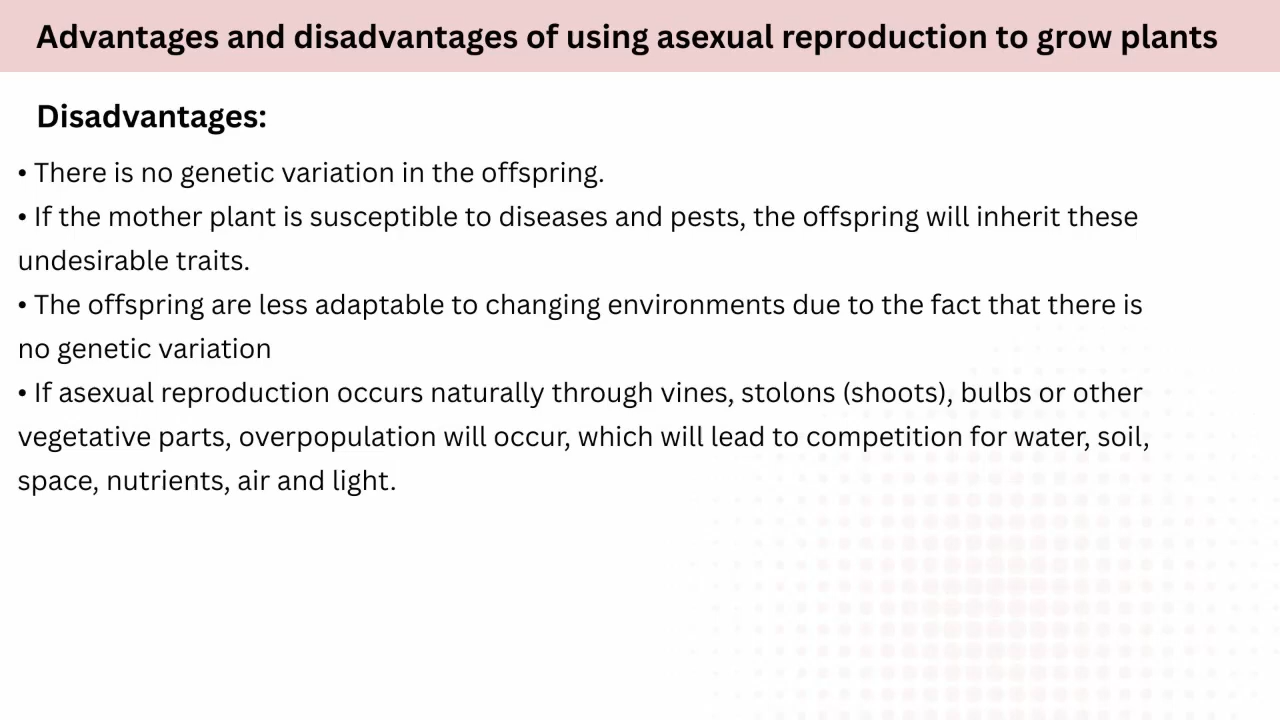 Advantages and disadvantages of using asexual reproduction to grow plants
Disadvantages:
• There is no genetic variation in the offspring.
• If the mother plant is susceptible to diseases and pests, the offspring will inherit these
undesirable traits.
• The offspring are less adaptable to changing environments due to the fact that there is
no genetic variation
• If asexual reproduction occurs naturally through vines, stolons (shoots), bulbs or other
vegetative parts, overpopulation will occur, which will lead to competition for water, soil,
space, nutrients, air and light.